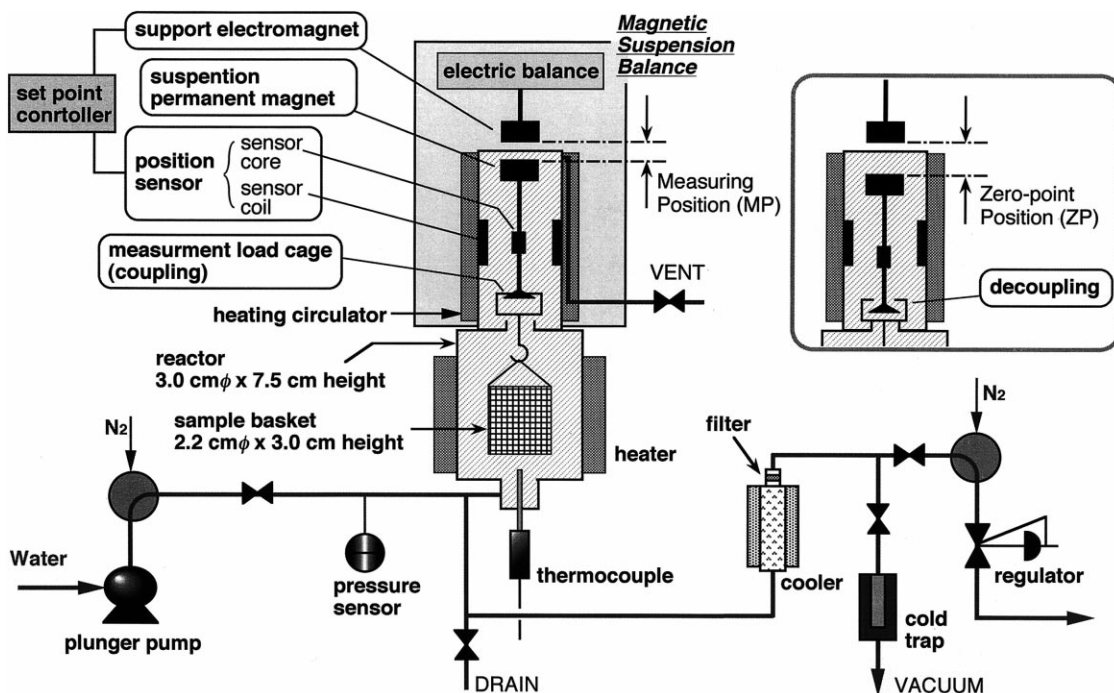 support electromagnet
Magnetic
Suspension
Balance
electric balance
suspention
permanent magnet
set point
conrtoller
position
sensor
sensor
core
sensor
coil
Measuring
Position (MP)
Zero-point
Position (ZP)
measurment load cage
(coupling)
VENT
decoupling
heating circulator
reactor
3.0 cmϕ x 7.5 cm height
sample basket
2.2 cmϕ x 3.0 cm height
N2
heater
filter
N2
Water
plunger pump
pressure
sensor
thermocouple
cooler
regulator
cold
trap
DRAIN
VACUUM